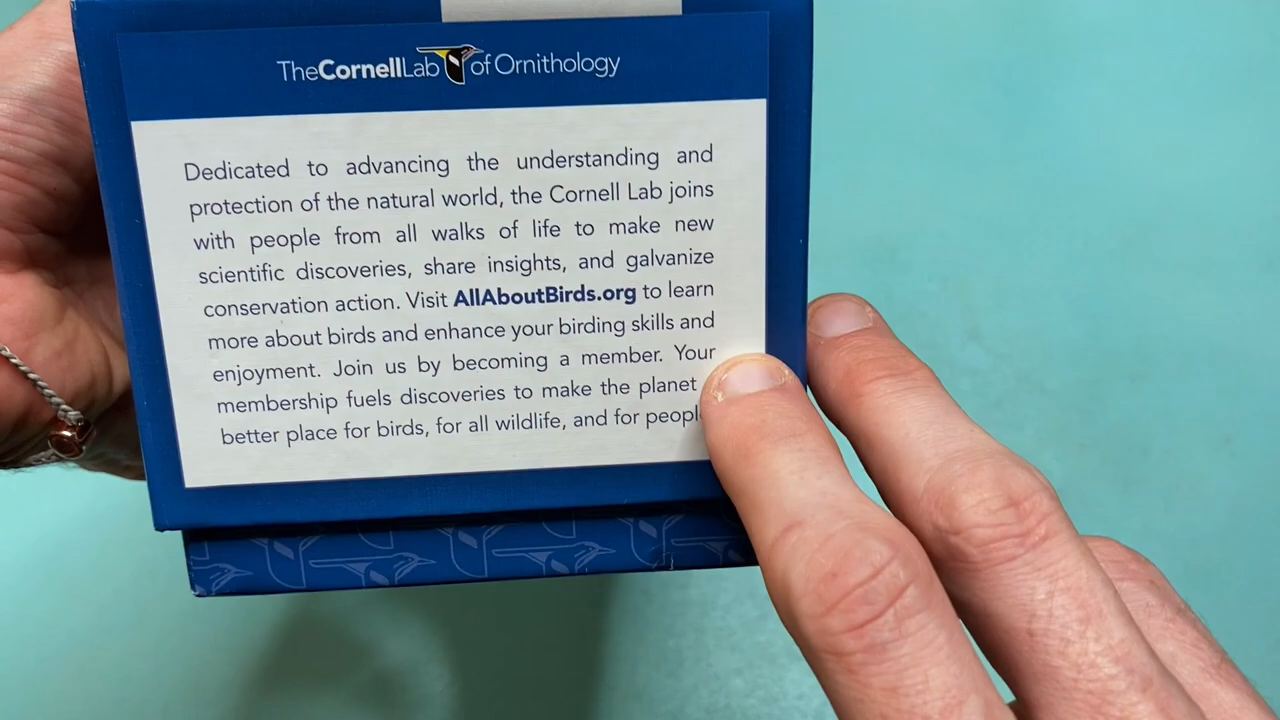 TheCornellLab of Ornithology
Dedicated to advancing the understanding and
protection of the natural world, the Cornell Lab joins
with people from all walks of life to make new
scientific discoveries, share insights, and galvanize
conservation action. Visit AllAboutBirds.org to learn
more about birds and enhance your birding skills and
enjoyment. Join us by becoming a member. Your
membership fuels discoveries to make the planet
better place for birds, for all wildlife, and for peopl